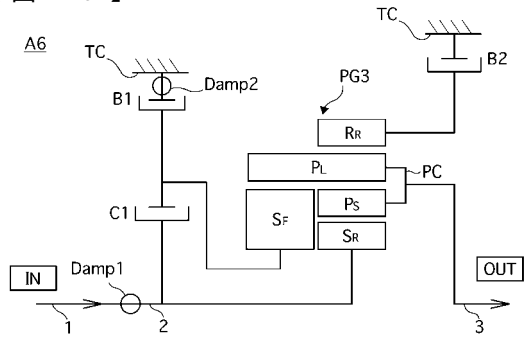 A6
TC
TC
B2
B1
Damp2
PG3
RR
PL
PC
C1
SF
PS
SR
Damp1
IN
OUT
1
2
3